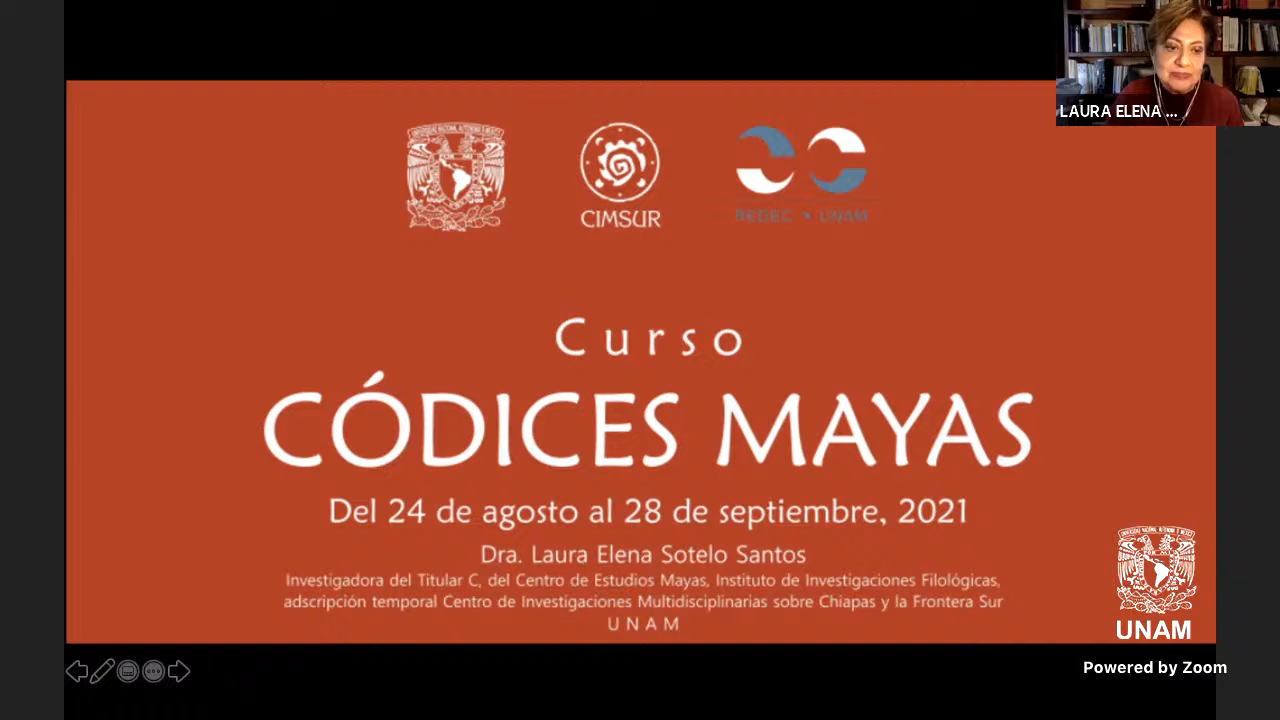 LAURA ELENA ...
CIMSUR
REDEC • UNAM
Curso
CÓDICES MAYAS
Del 24 de agosto al 28 de septiembre, 2021
Dra. Laura Elena Sotelo Santos
Investigadora del Titular C, del Centro de Estudios Mayas, Instituto de Investigaciones Filológicas,
adscripción temporal Centro de Investigaciones Multidisciplinarias sobre Chiapas y la Frontera Sur
UNAM
UNAM
Powered by Zoom